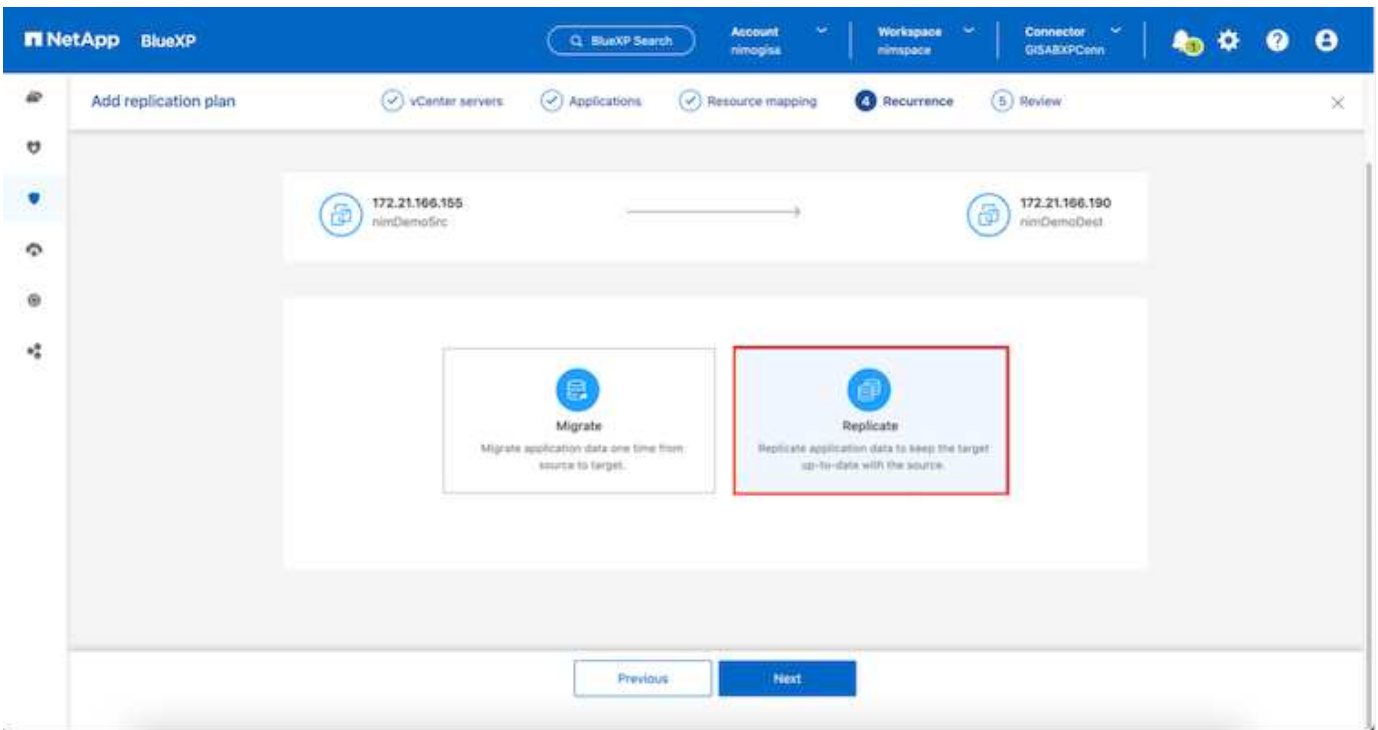 NetApp BlueXP
BlueXP Search
Account
nimogisa
Workspace
nimspace
Connector
GISABXPConn
1
Add replication plan
vCenter servers
Applications
Resource mapping
4 Recurrence
5 Review
172.21.166.155
nimDemoSrc
172.21.166.190
nimDemoDest
Migrate
Migrate application data one time from
source to target.
Replicate
Replicate application data to keep the target
up-to-date with the source.
Previous
Next